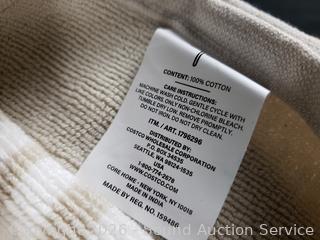 CONTENT: 100% COTTON
CARE INSTRUCTIONS:
MACHINE WASH COLD, GENTLE CYCLE WITH
LIKE COLORS. ONLY NON-CHLORINE BLEACH.
TUMBLE DRY LOW. REMOVE PROMPTLY.
DO NOT IRON. DO NOT DRY CLEAN.
ITM. / ART. 1796296
DISTRIBUTED BY:
COSTCO WHOLESALE CORPORATION
P.O. BOX 34535
SEATTLE, WA 98124-1535
USA
1-800-774-2678
WWW.COSTCO.COM
CORE HOME - NEW YORK, NY 10018
MADE IN INDIA
MADE BY REG. NO. 159486
Sound Auction Service